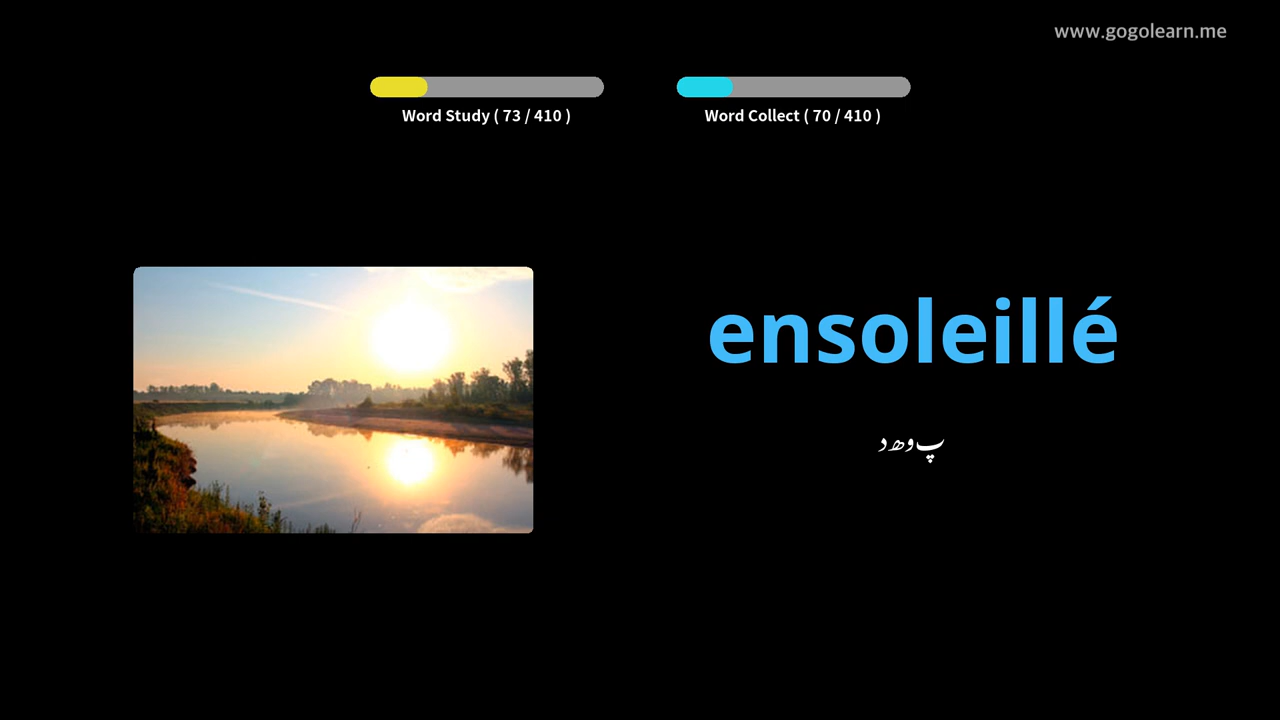 www.gogolearn.me
Word Study ( 73 / 410 )
Word Collect ( 70 / 410 )
ensoleillé
پوھد